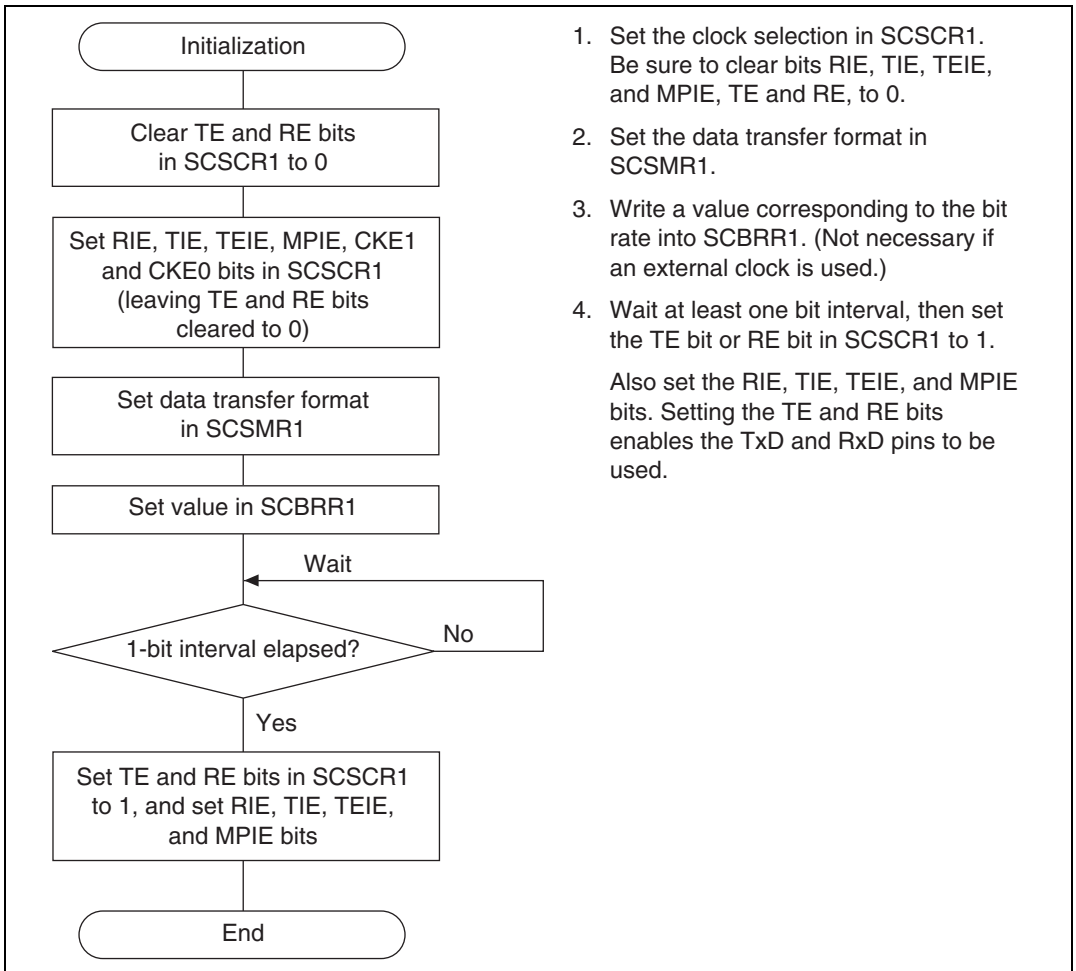 Initialization
Clear TE and RE bits
in SCSCR1 to 0
Set RIE, TIE, TEIE, MPIE, CKE1
and CKE0 bits in SCSCR1
(leaving TE and RE bits
cleared to 0)
Set data transfer format
in SCSMR1
Set value in SCBRR1
Wait
1-bit interval elapsed?
No
Yes
Set TE and RE bits in SCSCR1
to 1, and set RIE, TIE, TEIE,
and MPIE bits
End
1. Set the clock selection in SCSCR1.
Be sure to clear bits RIE, TIE, TEIE,
and MPIE, TE and RE, to 0.
2. Set the data transfer format in
SCSMR1.
3. Write a value corresponding to the bit
rate into SCBRR1. (Not necessary if
an external clock is used.)
4. Wait at least one bit interval, then set
the TE bit or RE bit in SCSCR1 to 1.
Also set the RIE, TIE, TEIE, and MPIE
bits. Setting the TE and RE bits
enables the TxD and RxD pins to be
used.